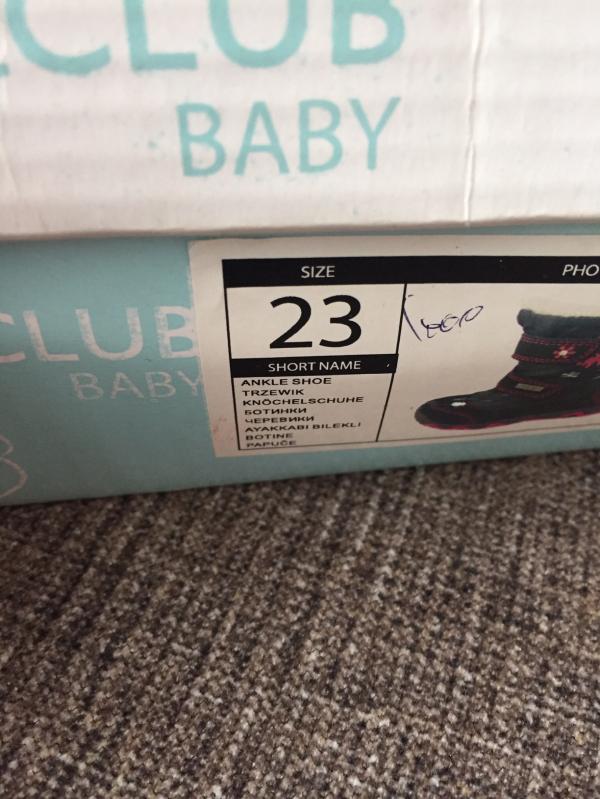 CLUB
BABY
CLUB
BABY
SIZE
PHO
23
SHORT NAME
ANKLE SHOE
TRZEWIK
KNÖCHELSCHUHE
БОТИНКИ
ЧЕРЕВИКИ
AYAKKABI BILEKLI
BOTINE
PAPUČE